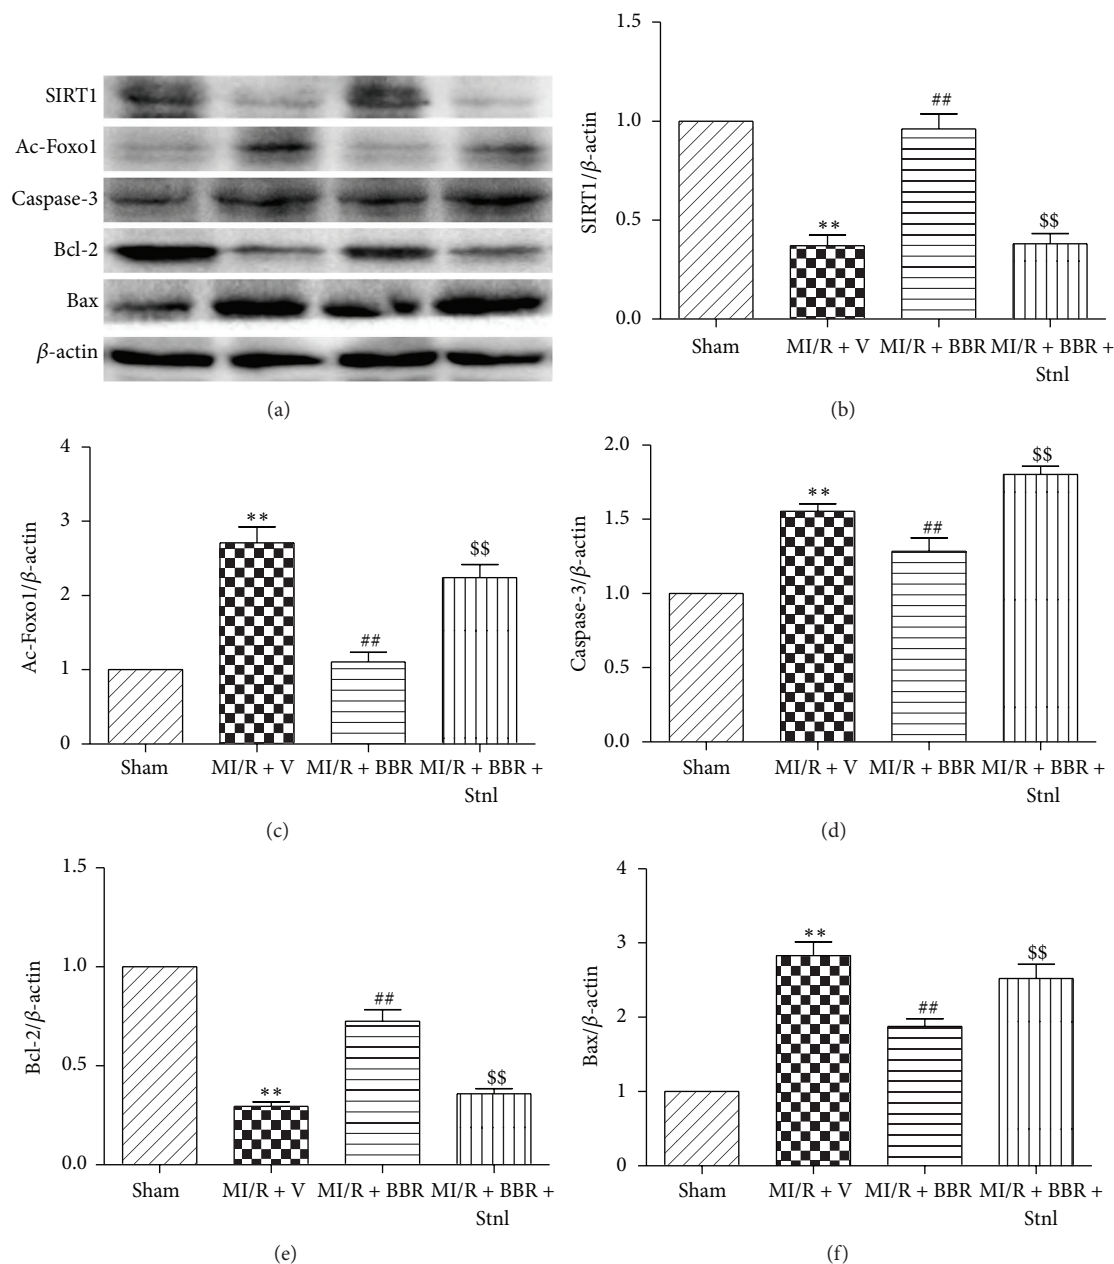 SIRT1
Ac-Foxo1
Caspase-3
Bcl-2
Bax
β-actin
(a)
SIRT1/β-actin
1.5
1.0
0.5
0.0
**
##
$$
Sham
MI/R + V
MI/R + BBR
MI/R + BBR +
Stnl
(b)
Ac-Foxo1/β-actin
4
3
2
1
0
**
##
$$
Sham
MI/R + V
MI/R + BBR
MI/R + BBR +
Stnl
(c)
Caspase-3/β-actin
2.0
1.5
1.0
0.5
0.0
**
##
$$
Sham
MI/R + V
MI/R + BBR
MI/R + BBR +
Stnl
(d)
Bcl-2/β-actin
1.5
1.0
0.5
0.0
**
##
$$
Sham
MI/R + V
MI/R + BBR
MI/R + BBR +
Stnl
(e)
Bax/β-actin
4
3
2
1
0
**
##
$$
Sham
MI/R + V
MI/R + BBR
MI/R + BBR +
Stnl
(f)